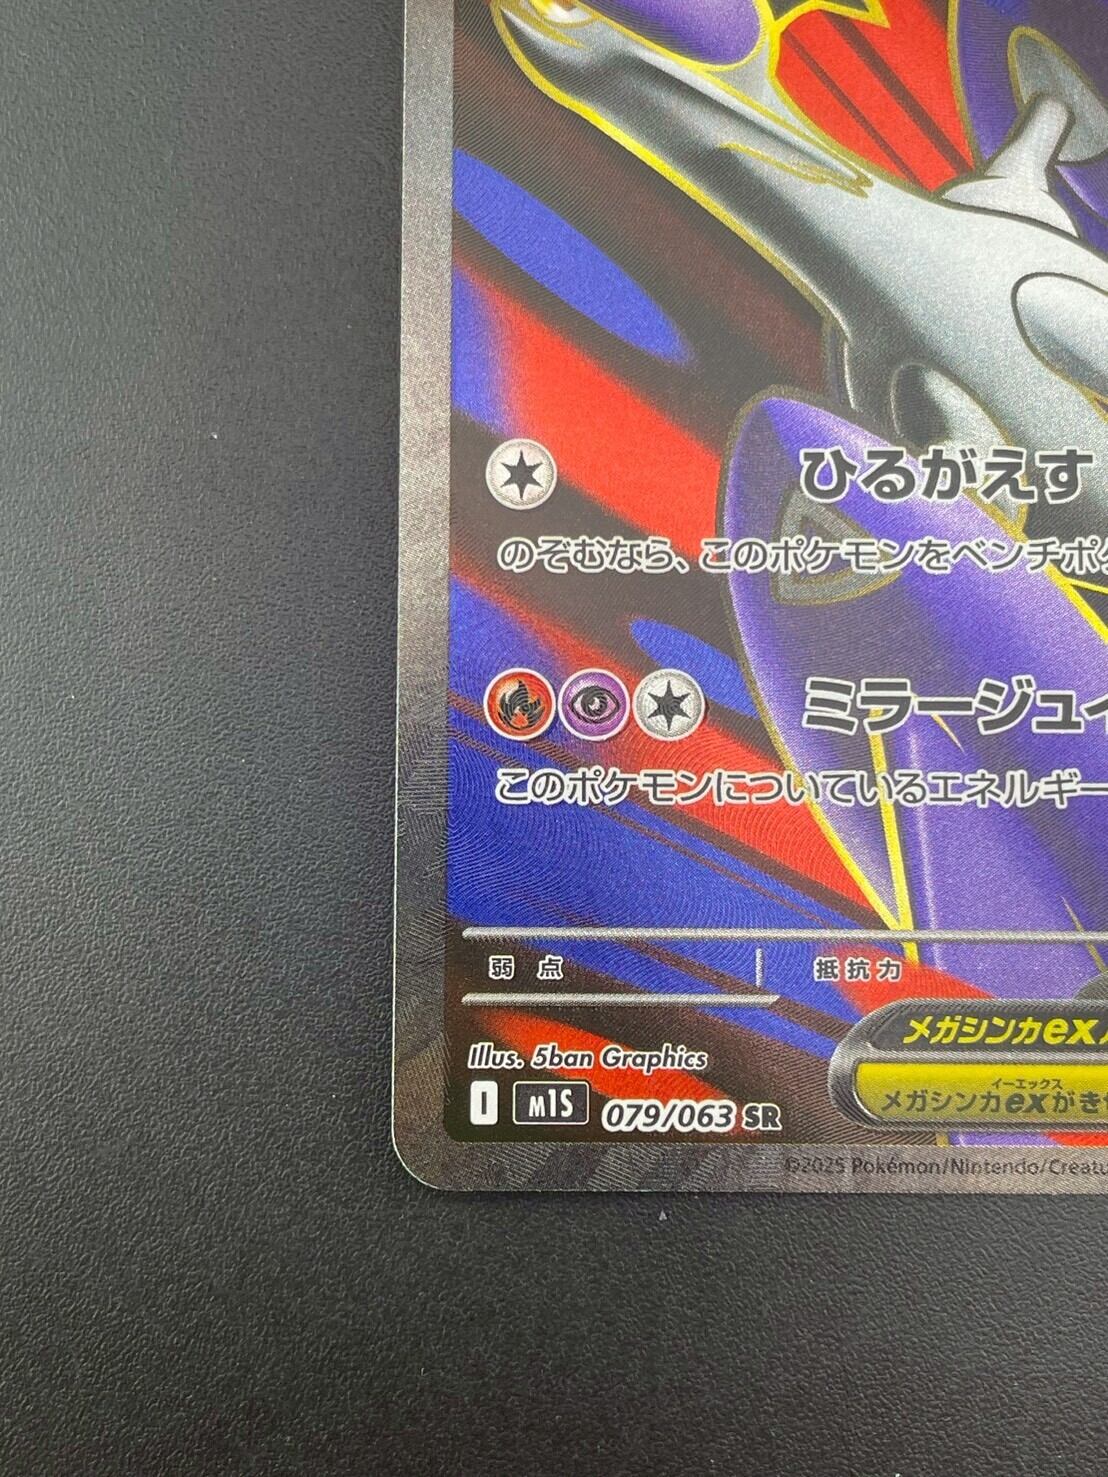 ひるがえす
のぞむなら、このポケモンをベンチポケ
ミラージュイ
このポケモンについているエネルギー
弱点 抵抗力
メガシンカex
イーエックス
メガシンカexがき
Illus. 5ban Graphics
I m1S 079/063 SR
©2025 Pokémon/Nintendo/Creatu